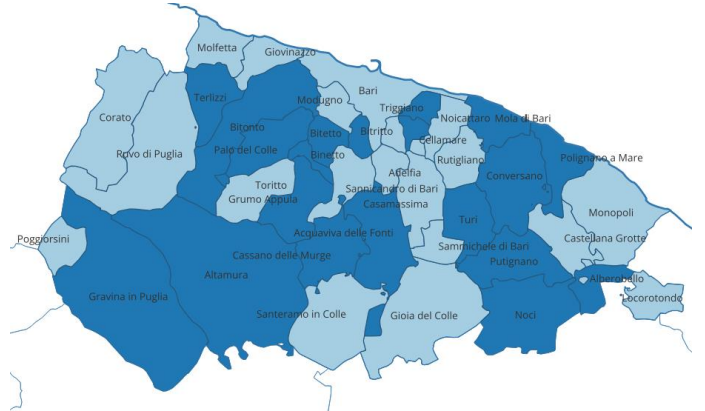 Molfetta
Giovinazzo
Bari
Terlizzi
Modugno
Triggiano
Corato
Noicattaro
Mola di Bari
Bitonto
Bitetto
Bitritto
Cellamare
Palo del Colle
Ruvo di Puglia
Binetto
Rutigliano
Polignano a Mare
Adelfia
Conversano
Toritto
Sannicandro di Bari
Grumo Appula
Casamassima
Monopoli
Turi
Acquaviva delle Fonti
Poggiorsini
Castellana Grotte
Sammichele di Bari
Cassano delle Murge
Putignano
Altamura
Alberobello
Gravina in Puglia
Locorotondo
Santeramo in Colle
Gioia del Colle
Noci